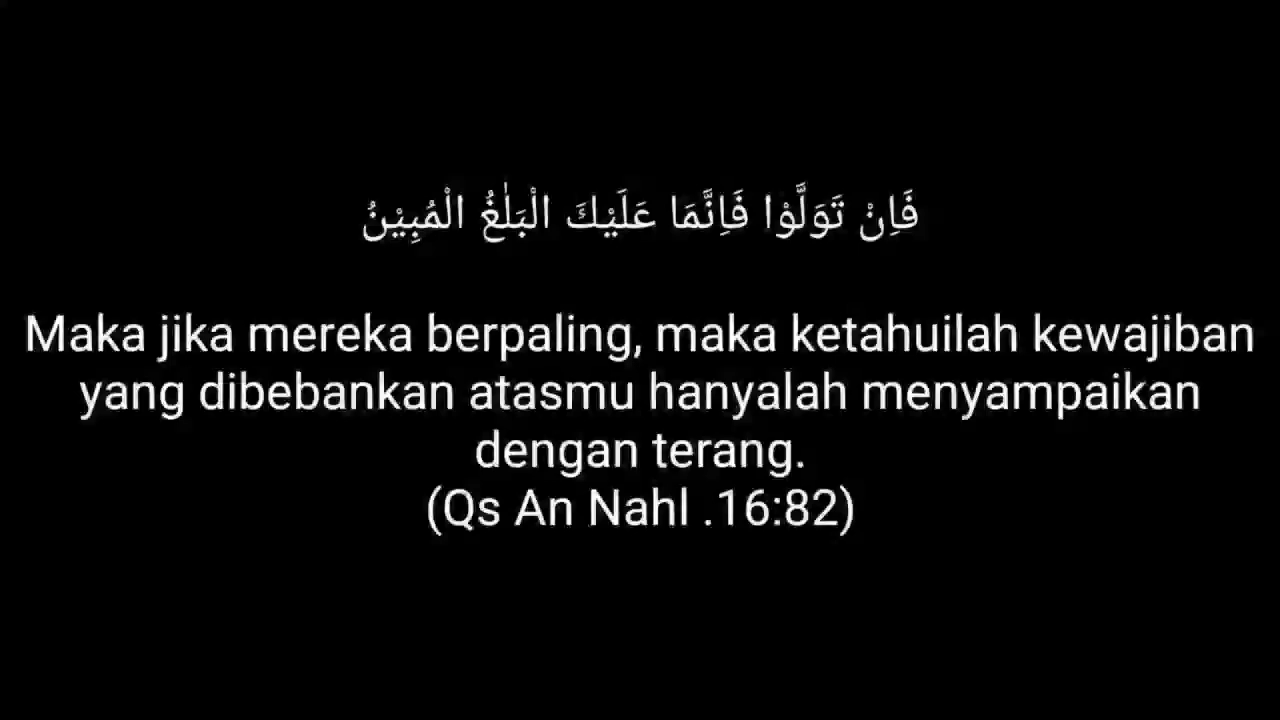 فَاِنْ تَوَلَّوْا فَاِنَّمَا عَلَيْكَ الْبَلٰغُ الْمُبِيْنُ
Maka jika mereka berpaling, maka ketahuilah kewajiban
yang dibebankan atasmu hanyalah menyampaikan
dengan terang.
(Qs An Nahl .16:82)